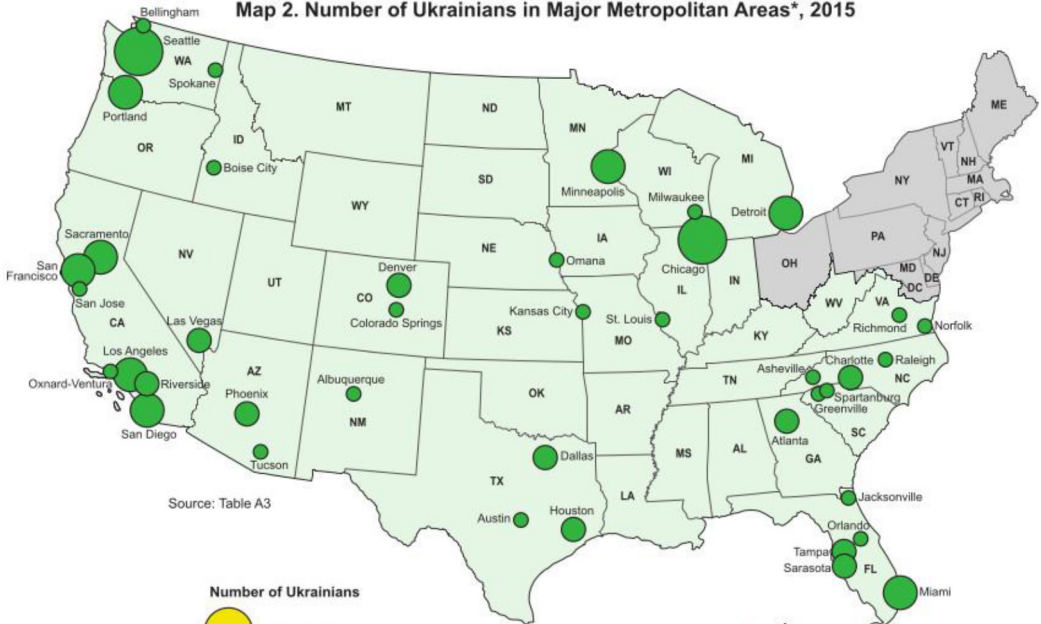 Map 2. Number of Ukrainians in Major Metropolitan Areas*, 2015
Bellingham
Seattle
WA
Spokane
Portland
OR
ID
Boise City
MT
ND
MN
Minneapolis
WI
Milwaukee
MI
Detroit
ME
VT
NH
MA
CT
RI
NY
PA
NJ
MD
DE
DC
OH
SD
WY
Sacramento
San
Francisco
San Jose
CA
NV
UT
Denver
CO
Colorado Springs
NE
IA
Omana
Chicago
IL
IN
Kansas City
KS
MO
St. Louis
KY
WV
VA
Richmond
Norfolk
Las Vegas
Los Angeles
Oxnard-Ventura
Riverside
San Diego
AZ
Phoenix
Tucson
Albuquerque
NM
OK
AR
TN
Asheville
Charlotte
Raleigh
NC
Spartanburg
Greenville
SC
Atlanta
GA
AL
MS
LA
TX
Dallas
Austin
Houston
Jacksonville
Orlando
Tampa
Sarasota
FL
Miami
Source: Table A3
Number of Ukrainians